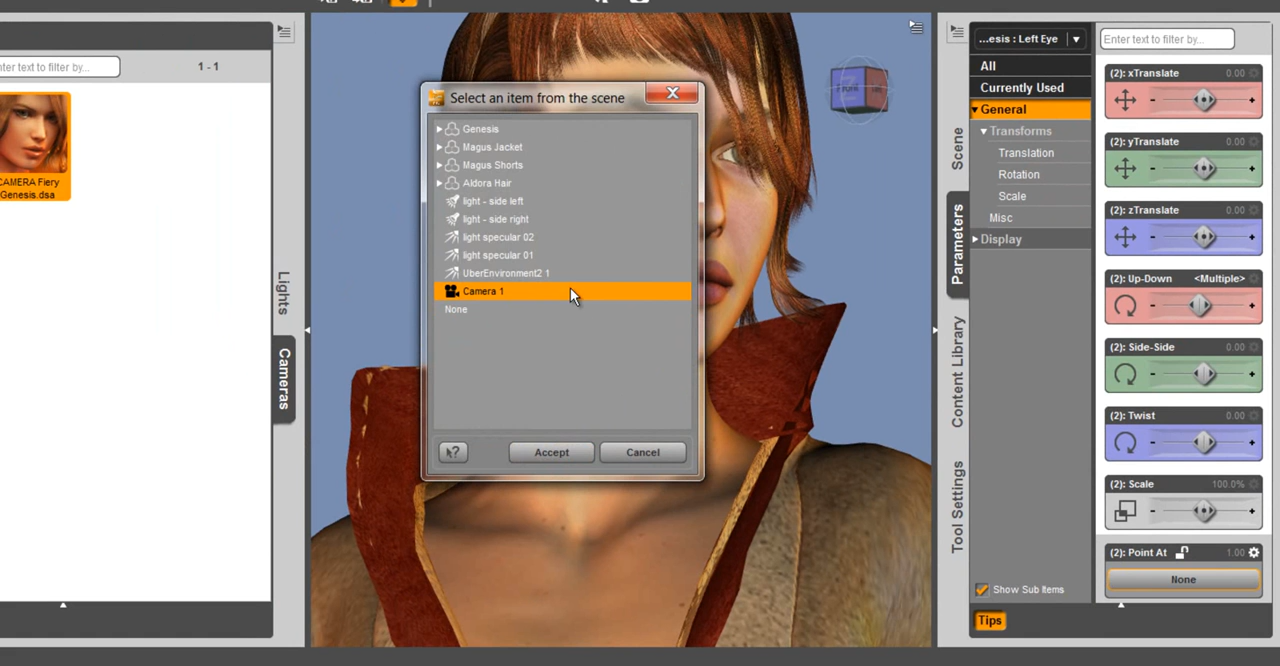 ter text to filter by...
1 - 1
CAMERA Fiery
Genesis.dsa
Lights
Cameras
Select an item from the scene
Genesis
Magus Jacket
Magus Shorts
Aldora Hair
light - side left
light - side right
light specular 02
light specular 01
UberEnvironment2 1
Camera 1
None
Accept
Cancel
Scene
Parameters
Content Library
Tool Settings
...esis : Left Eye
All
Currently Used
General
Transforms
Translation
Rotation
Scale
Misc
Display
Show Sub Items
Tips
Enter text to filter by...
(2): xTranslate 0.00
(2): yTranslate 0.00
(2): zTranslate 0.00
(2): Up-Down <Multiple>
(2): Side-Side 0.00
(2): Twist 0.00
(2): Scale 100.0%
(2): Point At 1.00
None